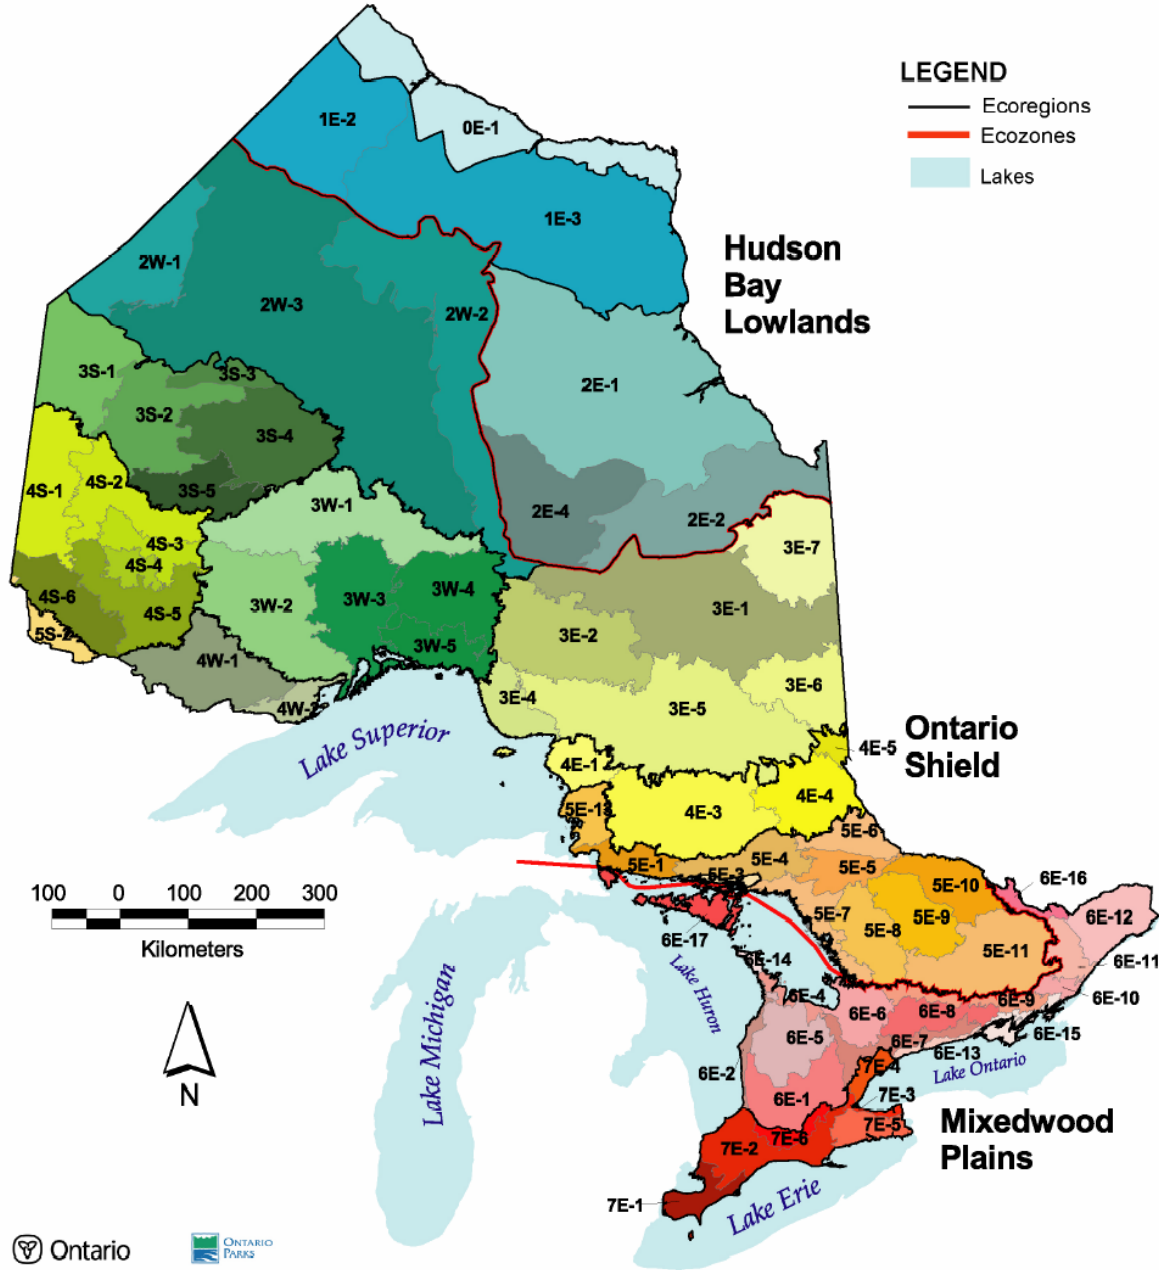 LEGEND
Ecoregions
Ecozones
Lakes
1E-2
0E-1
1E-3
Hudson
Bay
Lowlands
2W-1
2W-3
2W-2
2E-1
3S-1
3S-3
3S-2
3S-4
4S-1
4S-2
3S-5
3W-1
2E-4
2E-2
4S-3
4S-4
3E-7
4S-6
4S-5
3W-2
3W-3
3W-4
3E-1
3E-2
5S-2
4W-1
3W-5
4W-2
3E-4
3E-5
3E-6
Lake Superior
4E-5
Ontario
Shield
4E-1
4E-3
4E-4
5E-13
5E-6
5E-1
5E-3
5E-4
5E-5
5E-10
6E-16
100 0 100 200 300
Kilometers
5E-7
5E-8
5E-9
5E-11
6E-12
6E-17
6E-14
6E-11
Lake Huron
Lake Michigan
6E-4
6E-6
6E-8
6E-9
6E-10
6E-5
6E-7
6E-13
6E-15
6E-2
7E-4
Lake Ontario
N
6E-1
7E-3
7E-2
7E-6
7E-5
Mixedwood
Plains
7E-1
Lake Erie
Ontario
ONTARIO
PARKS